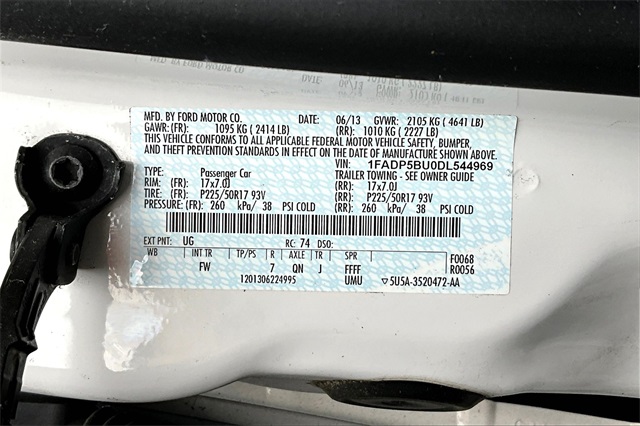 MFD. BY FORD MOTOR CO. DATE: 06/13 GVWR: 2105 KG ( 4641 LB)
GAWR: (FR): 1095 KG ( 2414 LB) (RR): 1010 KG ( 2227 LB)
THIS VEHICLE CONFORMS TO ALL APPLICABLE FEDERAL MOTOR VEHICLE SAFETY, BUMPER,
AND THEFT PREVENTION STANDARDS IN EFFECT ON THE DATE OF MANUFACTURE SHOWN ABOVE.
VIN: 1FADP5BU0DL544969
TYPE: Passenger Car TRAILER TOWING - SEE OWNER GUIDE
RIM: (FR): 17x7.0J (RR): 17x7.0J
TIRE: (FR): P225/50R17 93V (RR): P225/50R17 93V
PRESSURE: (FR): 260 kPa/ 38 PSI COLD (RR): 260 kPa/ 38 PSI COLD
EXT PNT: UG RC: 74 DSO:
WB INT TR TP/PS R AXLE TR SPR F0068
FW 7 QN J FFFF R0056
1201306224995 UMU ▽5U5A-3520472-AA